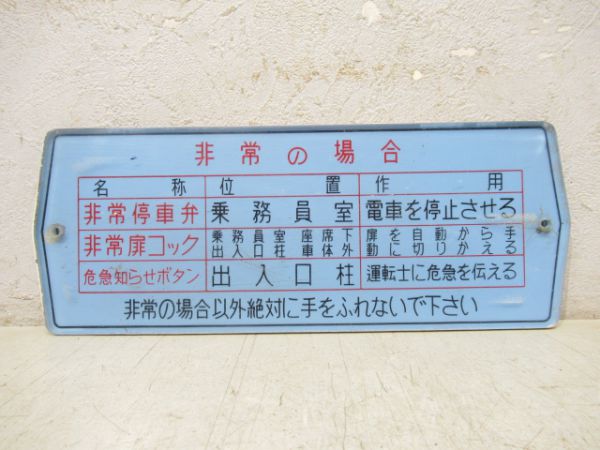 非常の場合
名称 位置 作用
非常停車弁 乗務員室 電車を停止させる
非常扉コック 乗務員室 座席下 扉を自動から手
出入口柱 車体外 動に切りかえる
危急知らせボタン 出入口柱 運転士に危急を伝える
非常の場合以外絶対に手をふれないで下さい